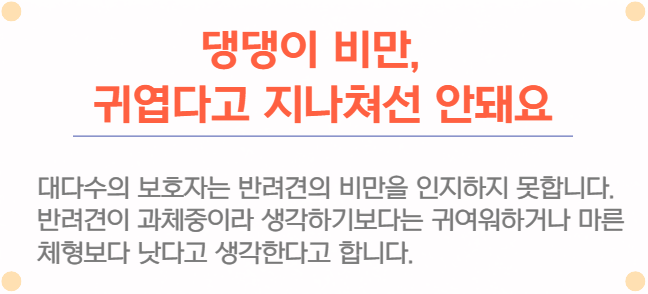 댕댕이 비만,
귀엽다고 지나쳐선 안돼요
대다수의 보호자는 반려견의 비만을 인지하지 못합니다.
반려견이 과체중이라 생각하기보다는 귀여워하거나 마른
체형보다 낫다고 생각한다고 합니다.